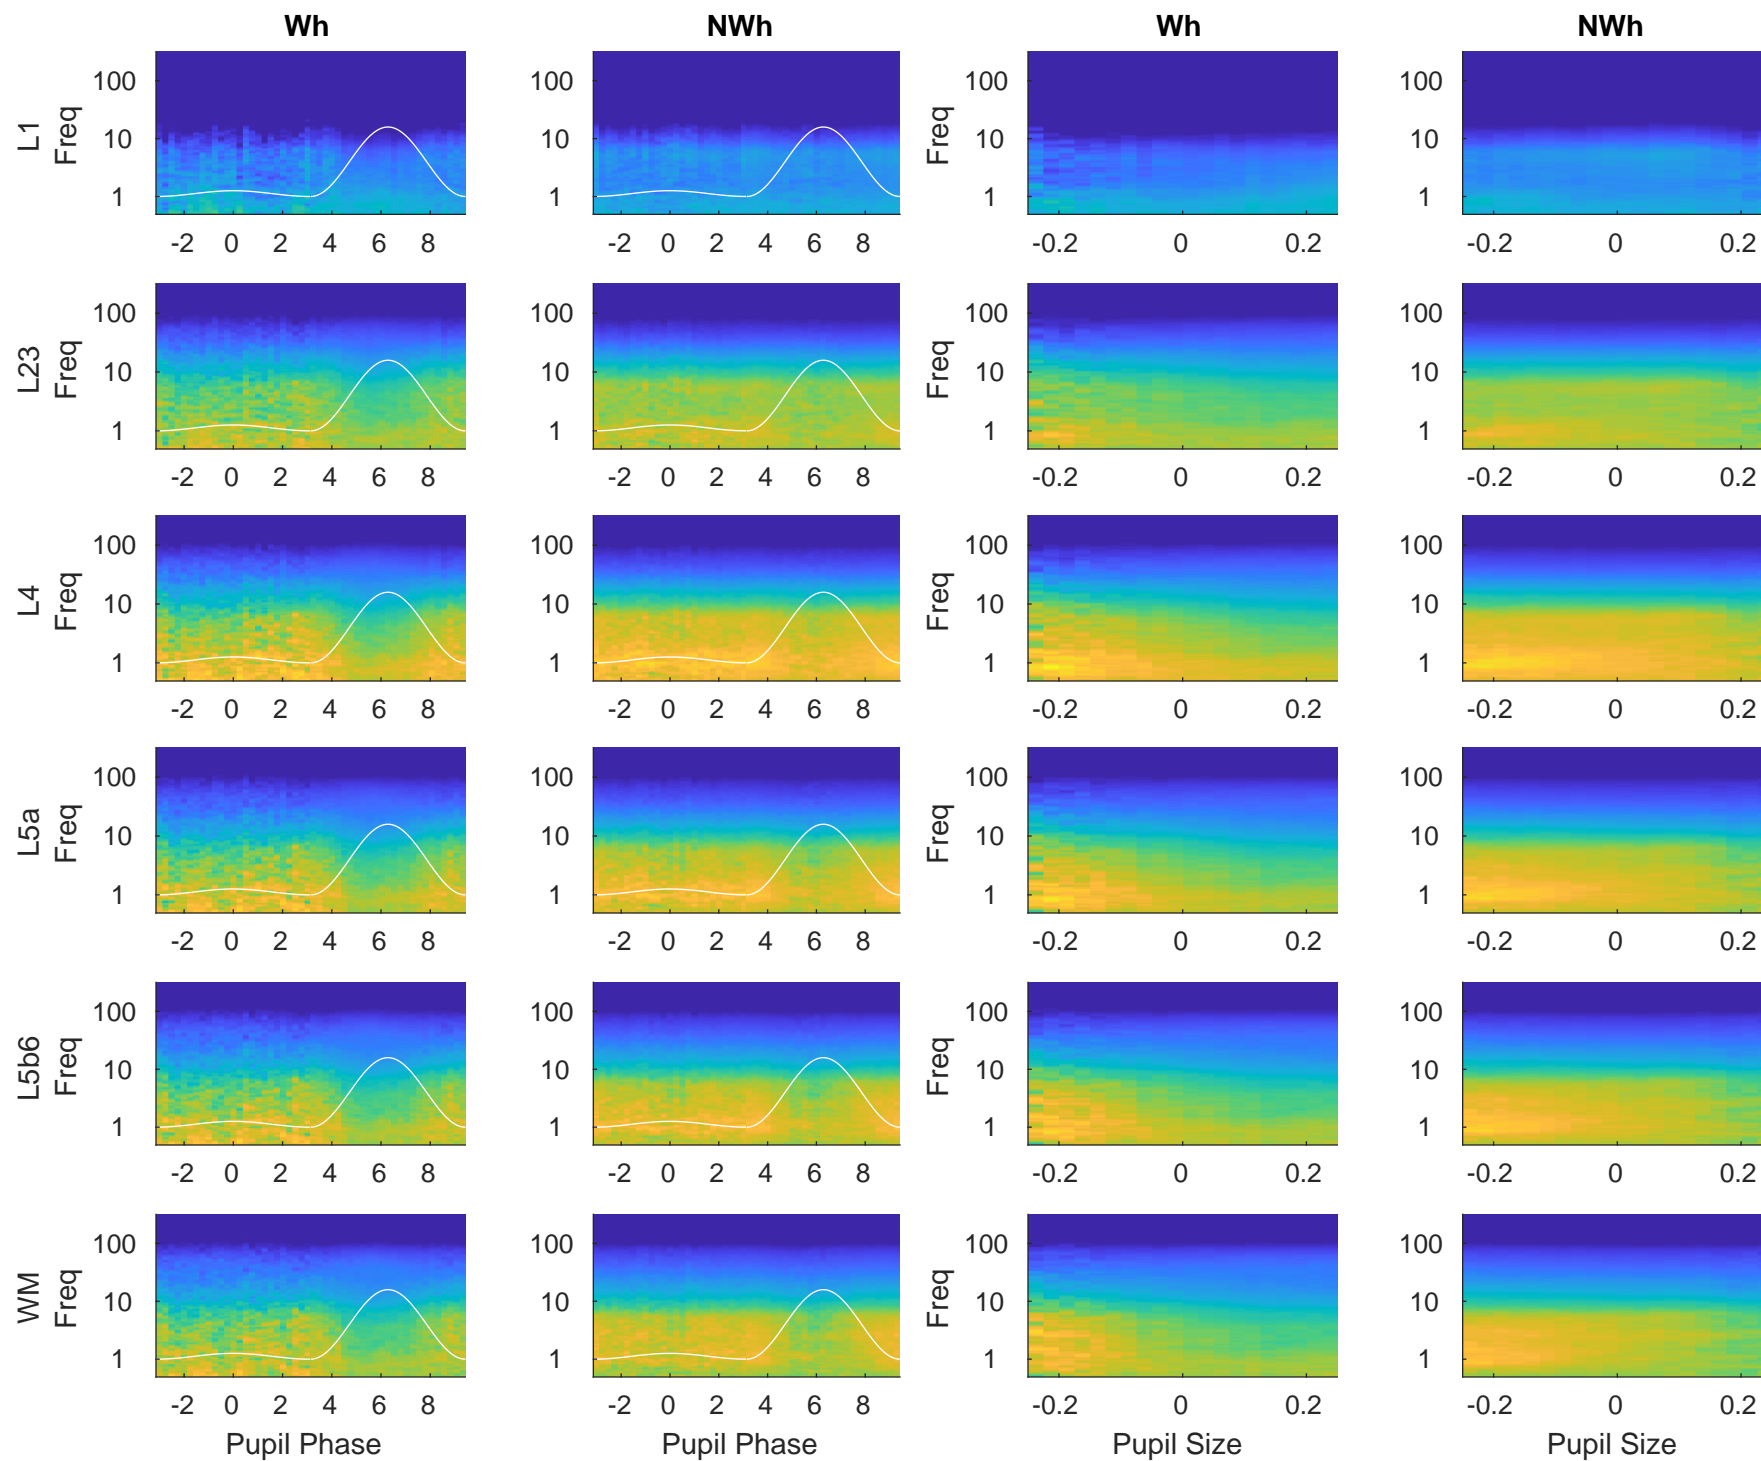 Wh NWh Wh NWh
L1 Freq 100 10 1 100 10 1 Freq 100 10 1 100 10 1
-2 0 2 4 6 8 -2 0 2 4 6 8 -0.2 0 0.2 -0.2 0 0.2
L23 Freq 100 10 1 100 10 1 Freq 100 10 1 100 10 1
-2 0 2 4 6 8 -2 0 2 4 6 8 -0.2 0 0.2 -0.2 0 0.2
L4 Freq 100 10 1 100 10 1 Freq 100 10 1 100 10 1
-2 0 2 4 6 8 -2 0 2 4 6 8 -0.2 0 0.2 -0.2 0 0.2
L5a Freq 100 10 1 100 10 1 Freq 100 10 1 100 10 1
-2 0 2 4 6 8 -2 0 2 4 6 8 -0.2 0 0.2 -0.2 0 0.2
L5b6 Freq 100 10 1 100 10 1 Freq 100 10 1 100 10 1
-2 0 2 4 6 8 -2 0 2 4 6 8 -0.2 0 0.2 -0.2 0 0.2
WM Freq 100 10 1 100 10 1 Freq 100 10 1 100 10 1
-2 0 2 4 6 8 -2 0 2 4 6 8 -0.2 0 0.2 -0.2 0 0.2
Pupil Phase Pupil Phase Pupil Size Pupil Size